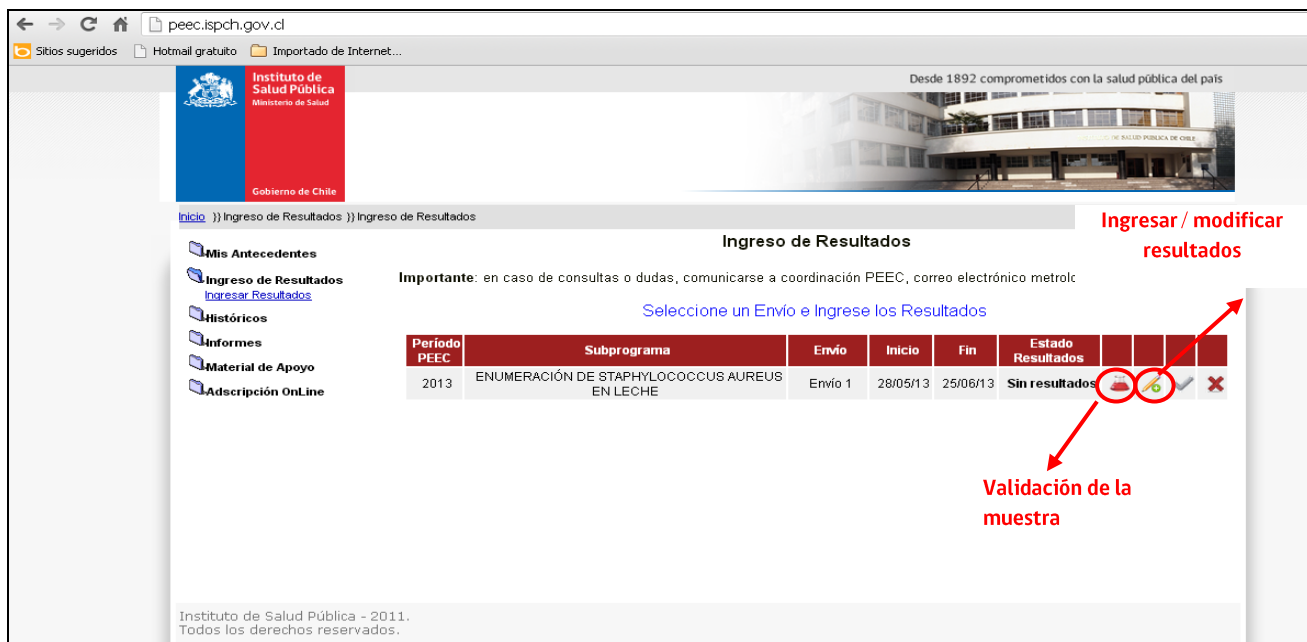 peec.ispch.gov.cl
Sitios sugeridos Hotmail gratuito Importado de Internet...
Instituto de
Salud Pública
Ministerio de Salud
Gobierno de Chile
Desde 1892 comprometidos con la salud pública del país
SALUD PUBLICA DE CHILE
Inicio )) Ingreso de Resultados )) Ingreso de Resultados
Ingresar / modificar
resultados
Mis Antecedentes
Ingreso de Resultados
Ingresar Resultados
Históricos
Informes
Material de Apoyo
Adscripción OnLine
Ingreso de Resultados
Importante: en caso de consultas o dudas, comunicarse a coordinación PEEC, correo electrónico metrolo
Seleccione un Envío e Ingrese los Resultados
Período PEEC Subprograma Envío Inicio Fin Estado Resultados
2013 ENUMERACIÓN DE STAPHYLOCOCCUS AUREUS EN LECHE Envío 1 28/05/13 25/06/13 Sin resultados
Validación de la
muestra
Instituto de Salud Pública - 2011.
Todos los derechos reservados.